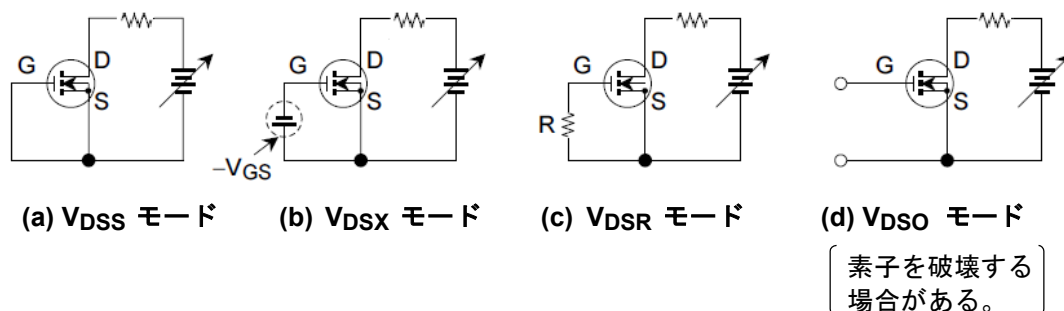 G D S
G D S
−VGS
G D S
R
G D S
(a) VDSS モード
(b) VDSX モード
(c) VDSR モード
(d) VDSO モード
素子を破壊する
場合がある。